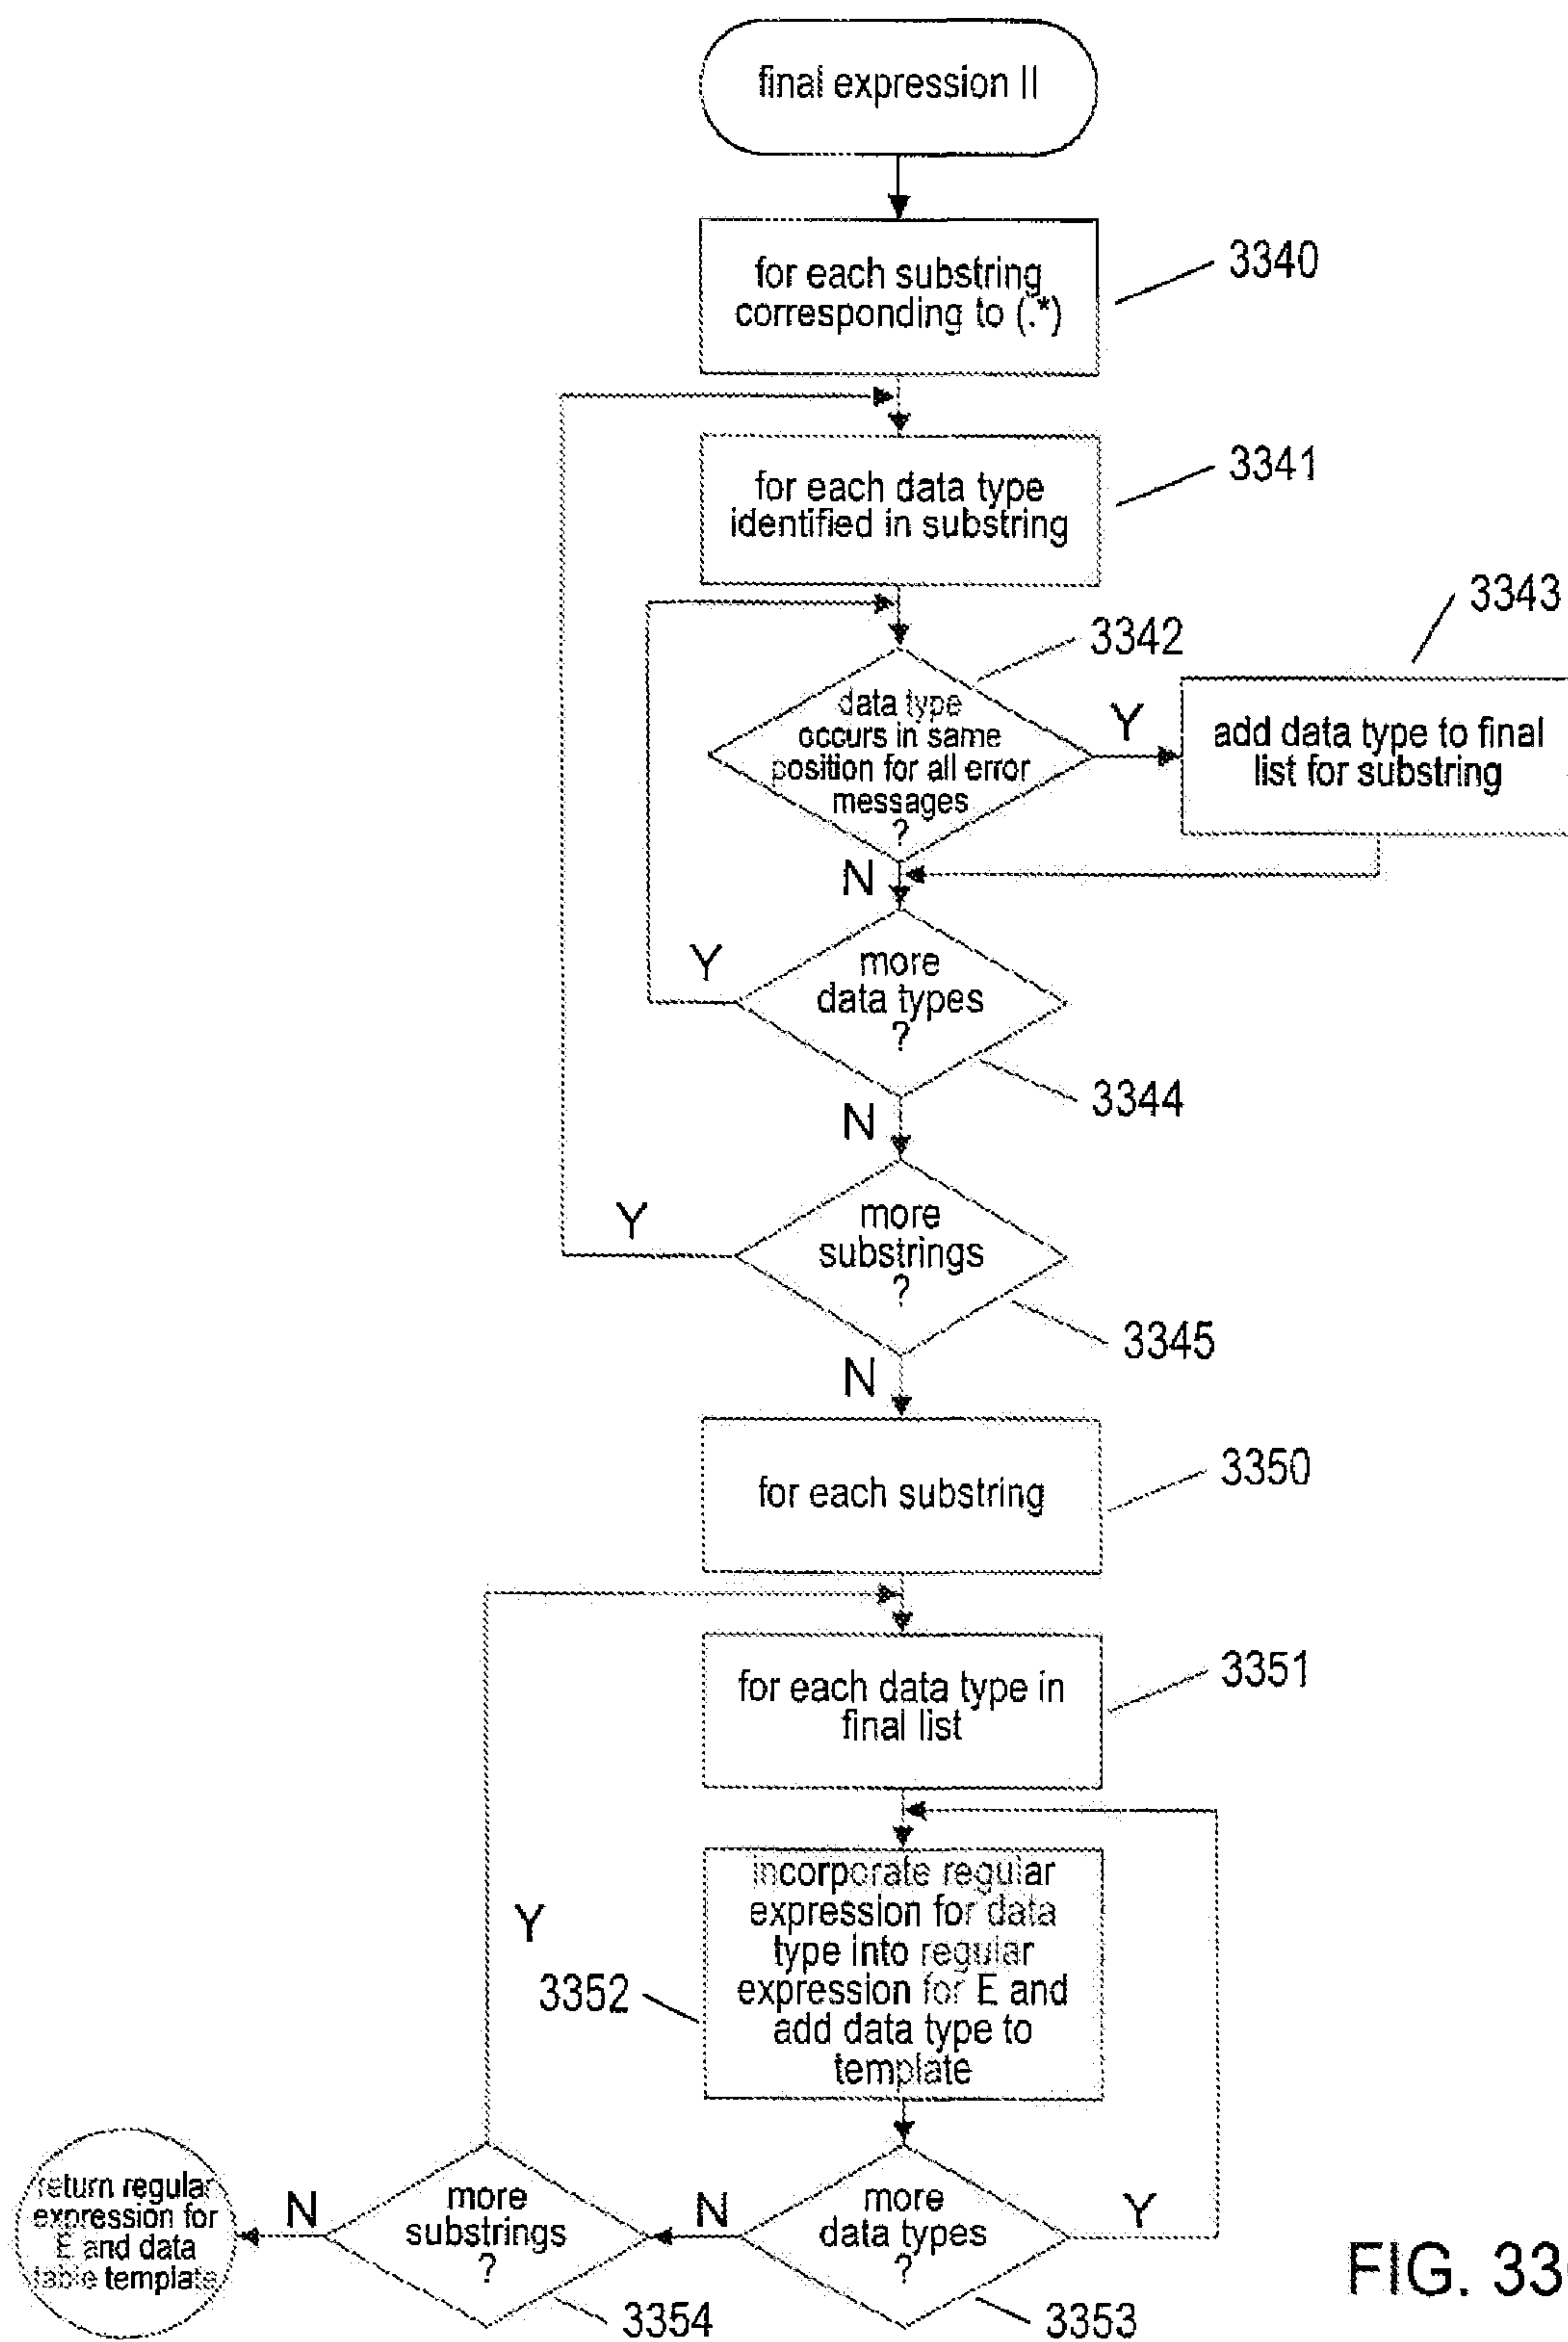 final expression II
for each substring
corresponding to (.*)
3340
for each data type
identified in substring
3341
data type
occurs in same
position for all error
messages
?
3342
Y
add data type to final
list for substring
3343
N
more
data types
?
Y
3344
N
more
substrings
?
Y
3345
N
for each substring
3350
for each data type in
final list
3351
incorporate regular
expression for data
type into regular
expression for E and
add data type to
template
3352
Y
more
data types
?
Y
3353
N
more
substrings
?
3354
N
return regular
expression for
E and data
table template
FIG. 33